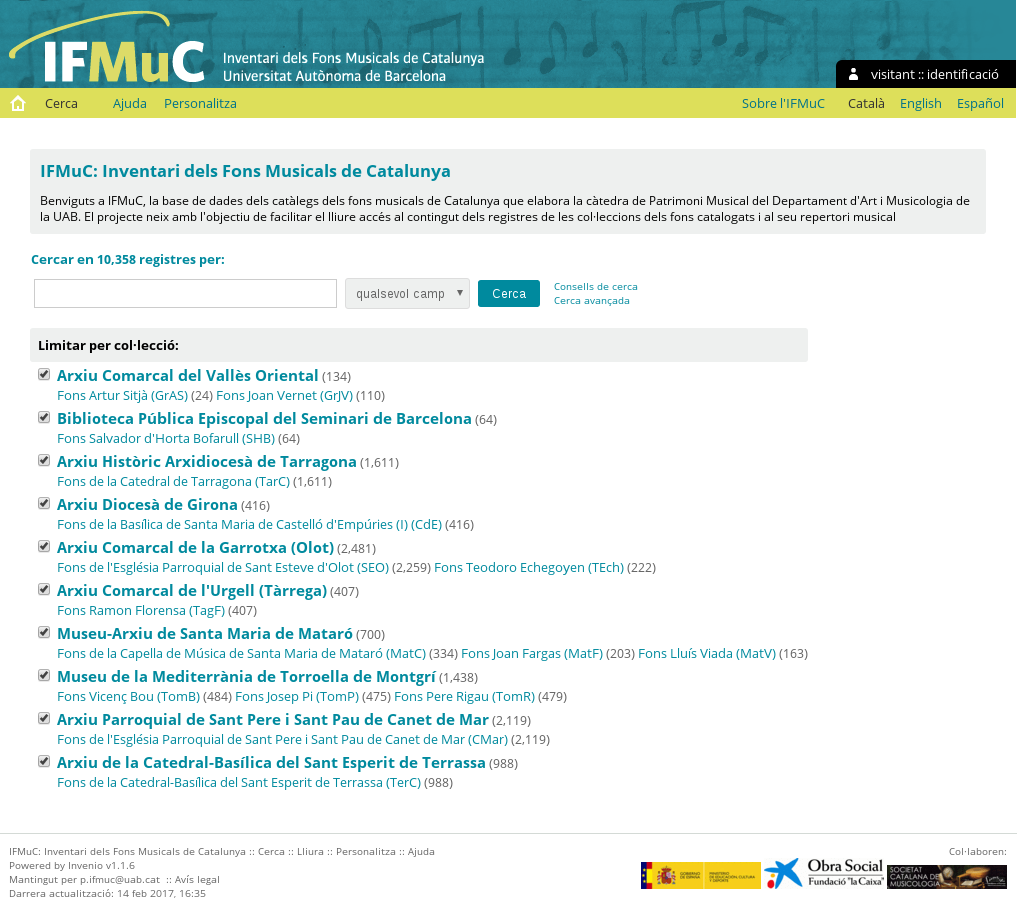 IFMuC
Inventari dels Fons Musicals de Catalunya
Universitat Autònoma de Barcelona
visitant :: identificació
Cerca Ajuda Personalitza Sobre l'IFMuC Català English Español
IFMuC: Inventari dels Fons Musicals de Catalunya
Benviguts a IFMuC, la base de dades dels catàlegs dels fons musicals de Catalunya que elabora la càtedra de Patrimoni Musical del Departament d'Art i Musicologia de
la UAB. El projecte neix amb l'objectiu de facilitar el lliure accés al contingut dels registres de les col·leccions dels fons catalogats i al seu repertori musical
Cercar en 10,358 registres per:
qualsevol camp ▼ Cerca
Consells de cerca
Cerca avançada
Limitar per col·lecció:
Arxiu Comarcal del Vallès Oriental (134)
Fons Artur Sitjà (GrAS) (24) Fons Joan Vernet (GrJV) (110)
Biblioteca Pública Episcopal del Seminari de Barcelona (64)
Fons Salvador d'Horta Bofarull (SHB) (64)
Arxiu Històric Arxidiocesà de Tarragona (1,611)
Fons de la Catedral de Tarragona (TarC) (1,611)
Arxiu Diocesà de Girona (416)
Fons de la Basílica de Santa Maria de Castelló d'Empúries (I) (CdE) (416)
Arxiu Comarcal de la Garrotxa (Olot) (2,481)
Fons de l'Església Parroquial de Sant Esteve d'Olot (SEO) (2,259) Fons Teodoro Echegoyen (TEch) (222)
Arxiu Comarcal de l'Urgell (Tàrrega) (407)
Fons Ramon Florensa (TagF) (407)
Museu-Arxiu de Santa Maria de Mataró (700)
Fons de la Capella de Música de Santa Maria de Mataró (MatC) (334) Fons Joan Fargas (MatF) (203) Fons Lluís Viada (MatV) (163)
Museu de la Mediterrània de Torroella de Montgrí (1,438)
Fons Vicenç Bou (TomB) (484) Fons Josep Pi (TomP) (475) Fons Pere Rigau (TomR) (479)
Arxiu Parroquial de Sant Pere i Sant Pau de Canet de Mar (2,119)
Fons de l'Església Parroquial de Sant Pere i Sant Pau de Canet de Mar (CMar) (2,119)
Arxiu de la Catedral-Basílica del Sant Esperit de Terrassa (988)
Fons de la Catedral-Basílica del Sant Esperit de Terrassa (TerC) (988)
IFMuC: Inventari dels Fons Musicals de Catalunya :: Cerca :: Lliura :: Personalitza :: Ajuda
Powered by Invenio v1.1.6
Mantingut per p.ifmuc@uab.cat :: Avís legal
Darrera actualització: 14 feb 2017, 16:35
Col·laboren:
GOBIERNO
DE ESPAÑA
MINISTERIO
DE EDUCACIÓN, CULTURA
Y DEPORTE
Obra Social
Fundació "la Caixa"
SOCIETAT
CATALANA DE
MUSICOLOGIA